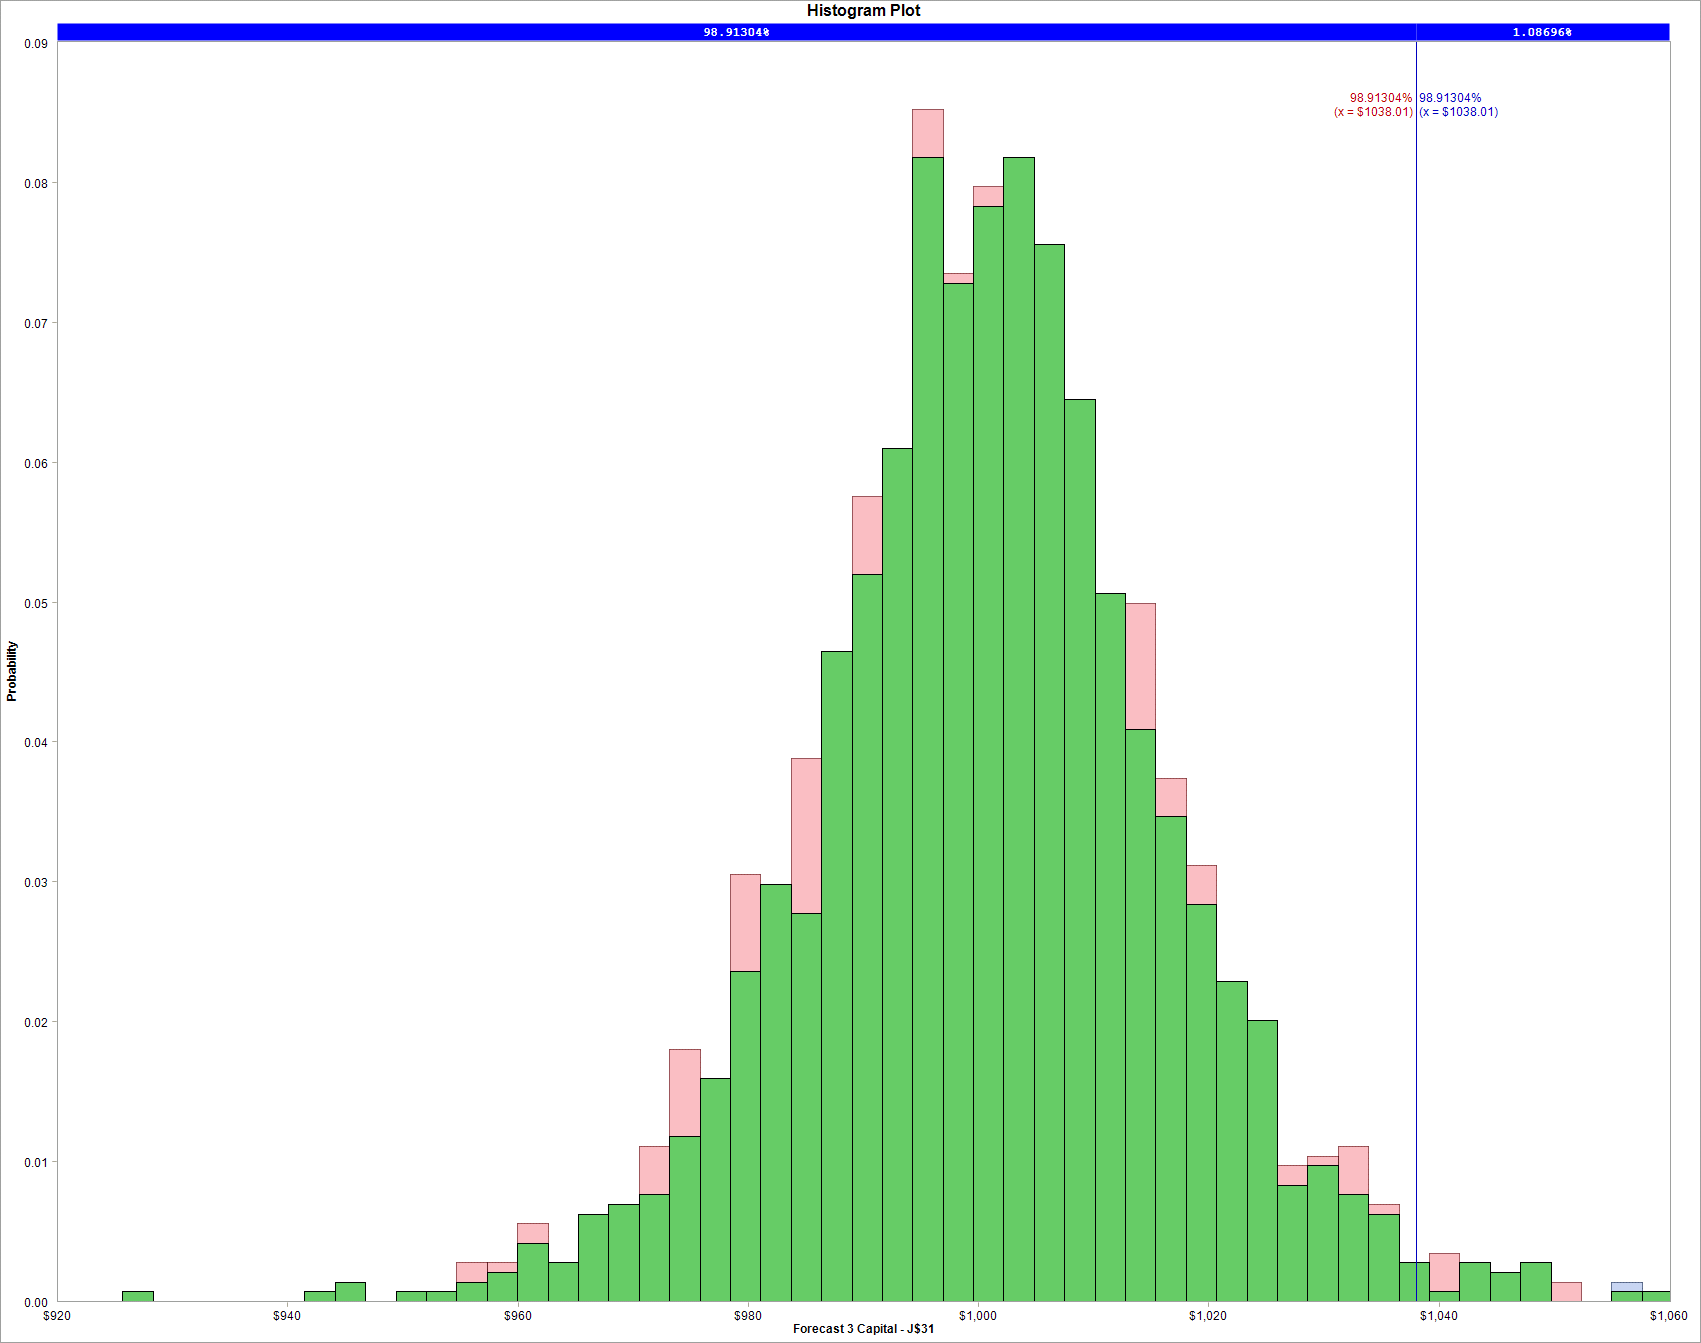 Histogram Plot
98.91304% 1.08696%
0.09
98.91304% 98.91304%
(x = $1038.01) (x = $1038.01)
0.08
0.07
0.06
0.05
Probability
0.04
0.03
0.02
0.01
0.00
$920 $940 $960 $980 $1,000 $1,020 $1,040 $1,060
Forecast 3 Capital - J$31